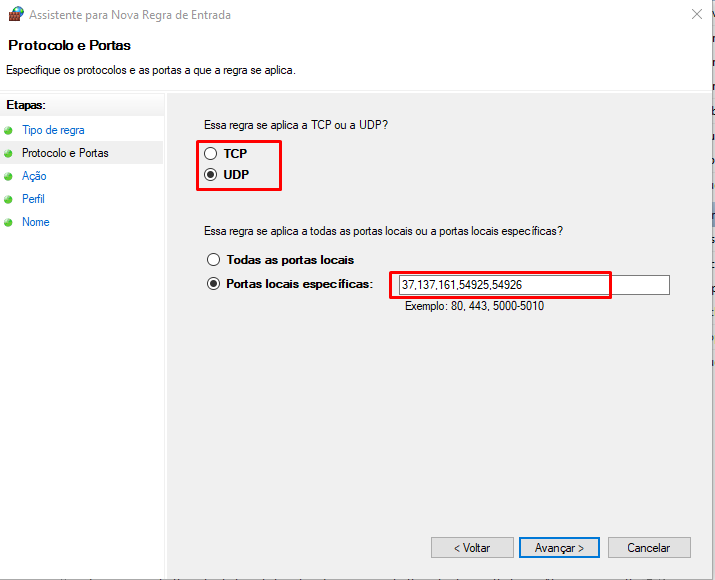 Assistente para Nova Regra de Entrada
Protocolo e Portas
Especifique os protocolos e as portas a que a regra se aplica.
Etapas:
Tipo de regra
Protocolo e Portas
Ação
Perfil
Nome
Essa regra se aplica a TCP ou a UDP?
TCP
UDP
Essa regra se aplica a todas as portas locais ou a portas locais específicas?
Todas as portas locais
Portas locais específicas:
37,137,161,54925,54926
Exemplo: 80, 443, 5000-5010
< Voltar
Avançar >
Cancelar